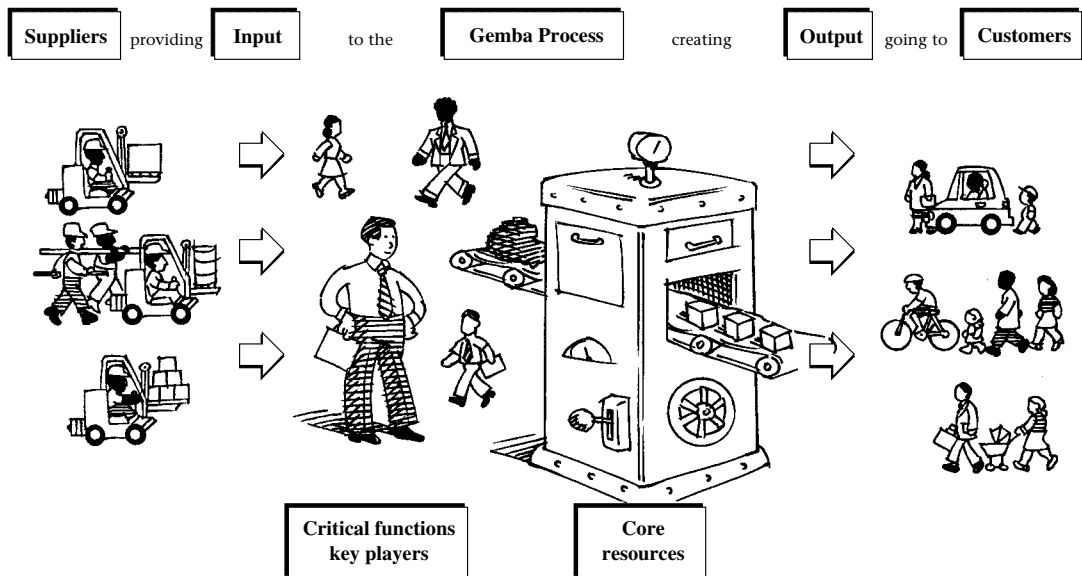 Suppliers providing Input to the Gemba Process creating Output going to Customers
Critical functions
key players
Core
resources